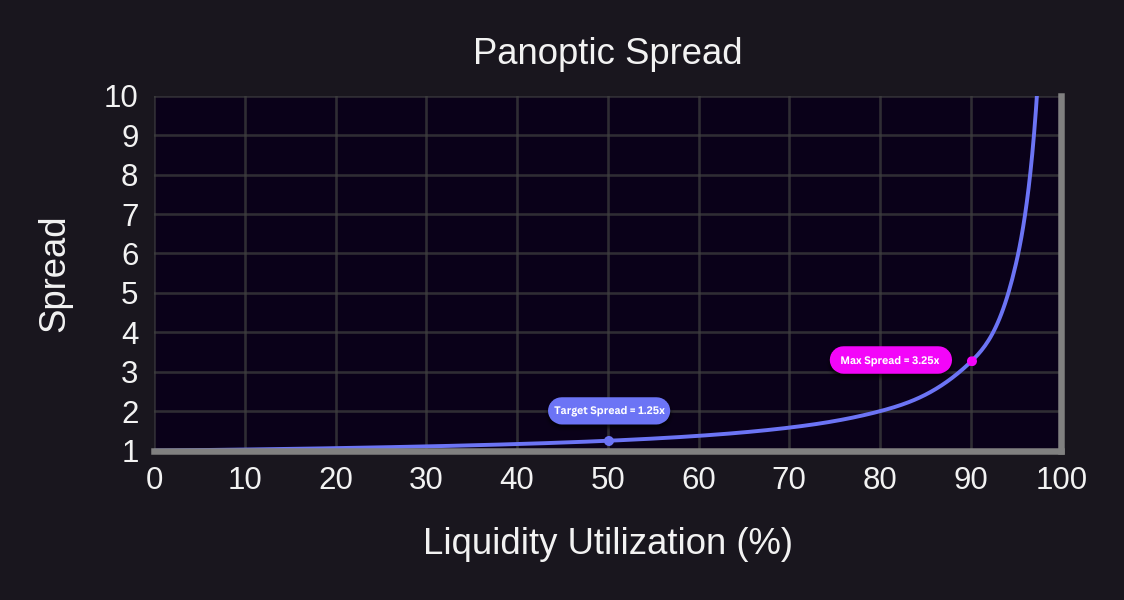 Panoptic Spread
10
9
8
7
6
5
4
3
2
1
Spread
Max Spread = 3.25x
Target Spread = 1.25x
0 10 20 30 40 50 60 70 80 90 100
Liquidity Utilization (%)